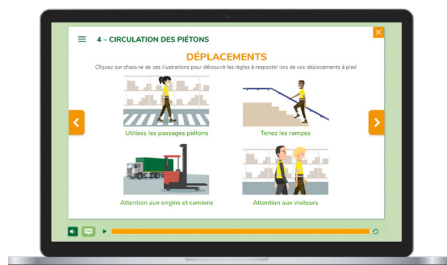 4 – CIRCULATION DES PIÉTONS
DÉPLACEMENTS
Cliquez sur chacune de ces illustrations pour découvrir les règles à respecter lors de vos déplacements à pied
Utilisez les passages piétons
Tenez les rampes
Attention aux engins et camions
Attention aux visiteurs